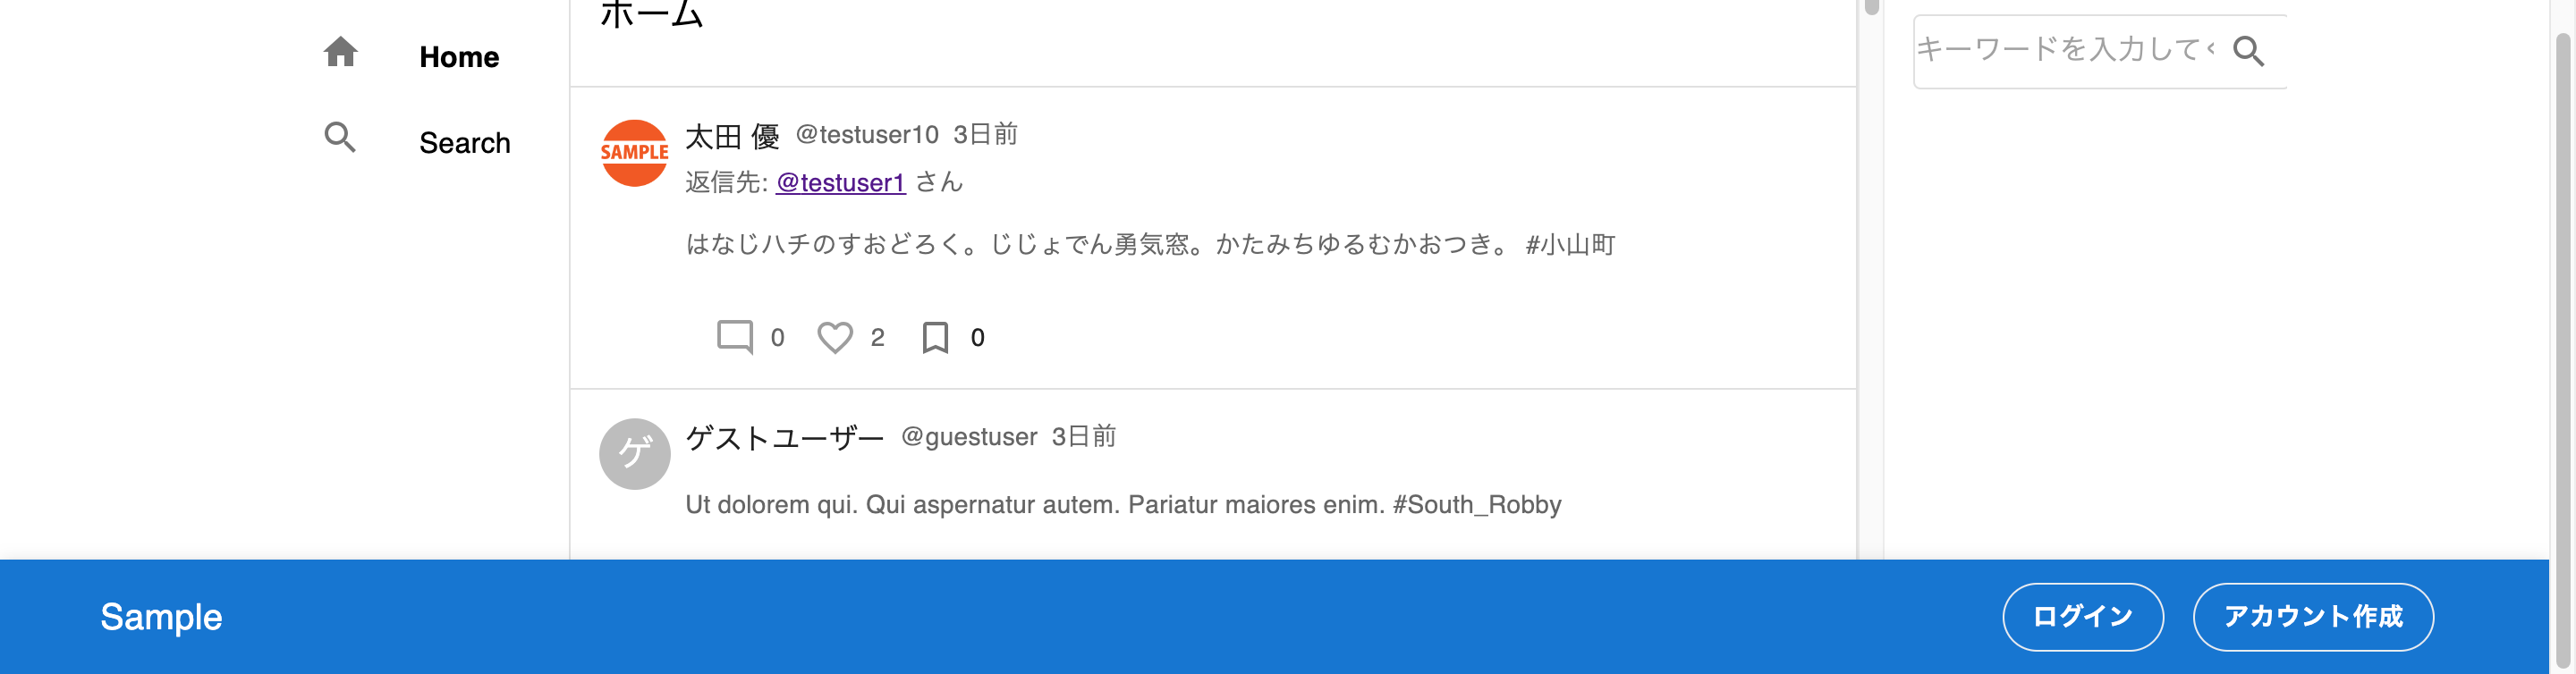 Home
Search
ホーム
SAMPLE
太田 優 @testuser10 3日前
返信先: @testuser1 さん
はなじハチのすおどろく。じじょでん勇気窓。かたみちゆるむかおつき。 #小山町
0 2 0
ゲ
ゲストユーザー @guestuser 3日前
Ut dolorem qui. Qui aspernatur autem. Pariatur maiores enim. #South_Robby
キーワードを入力して
Sample
ログイン アカウント作成